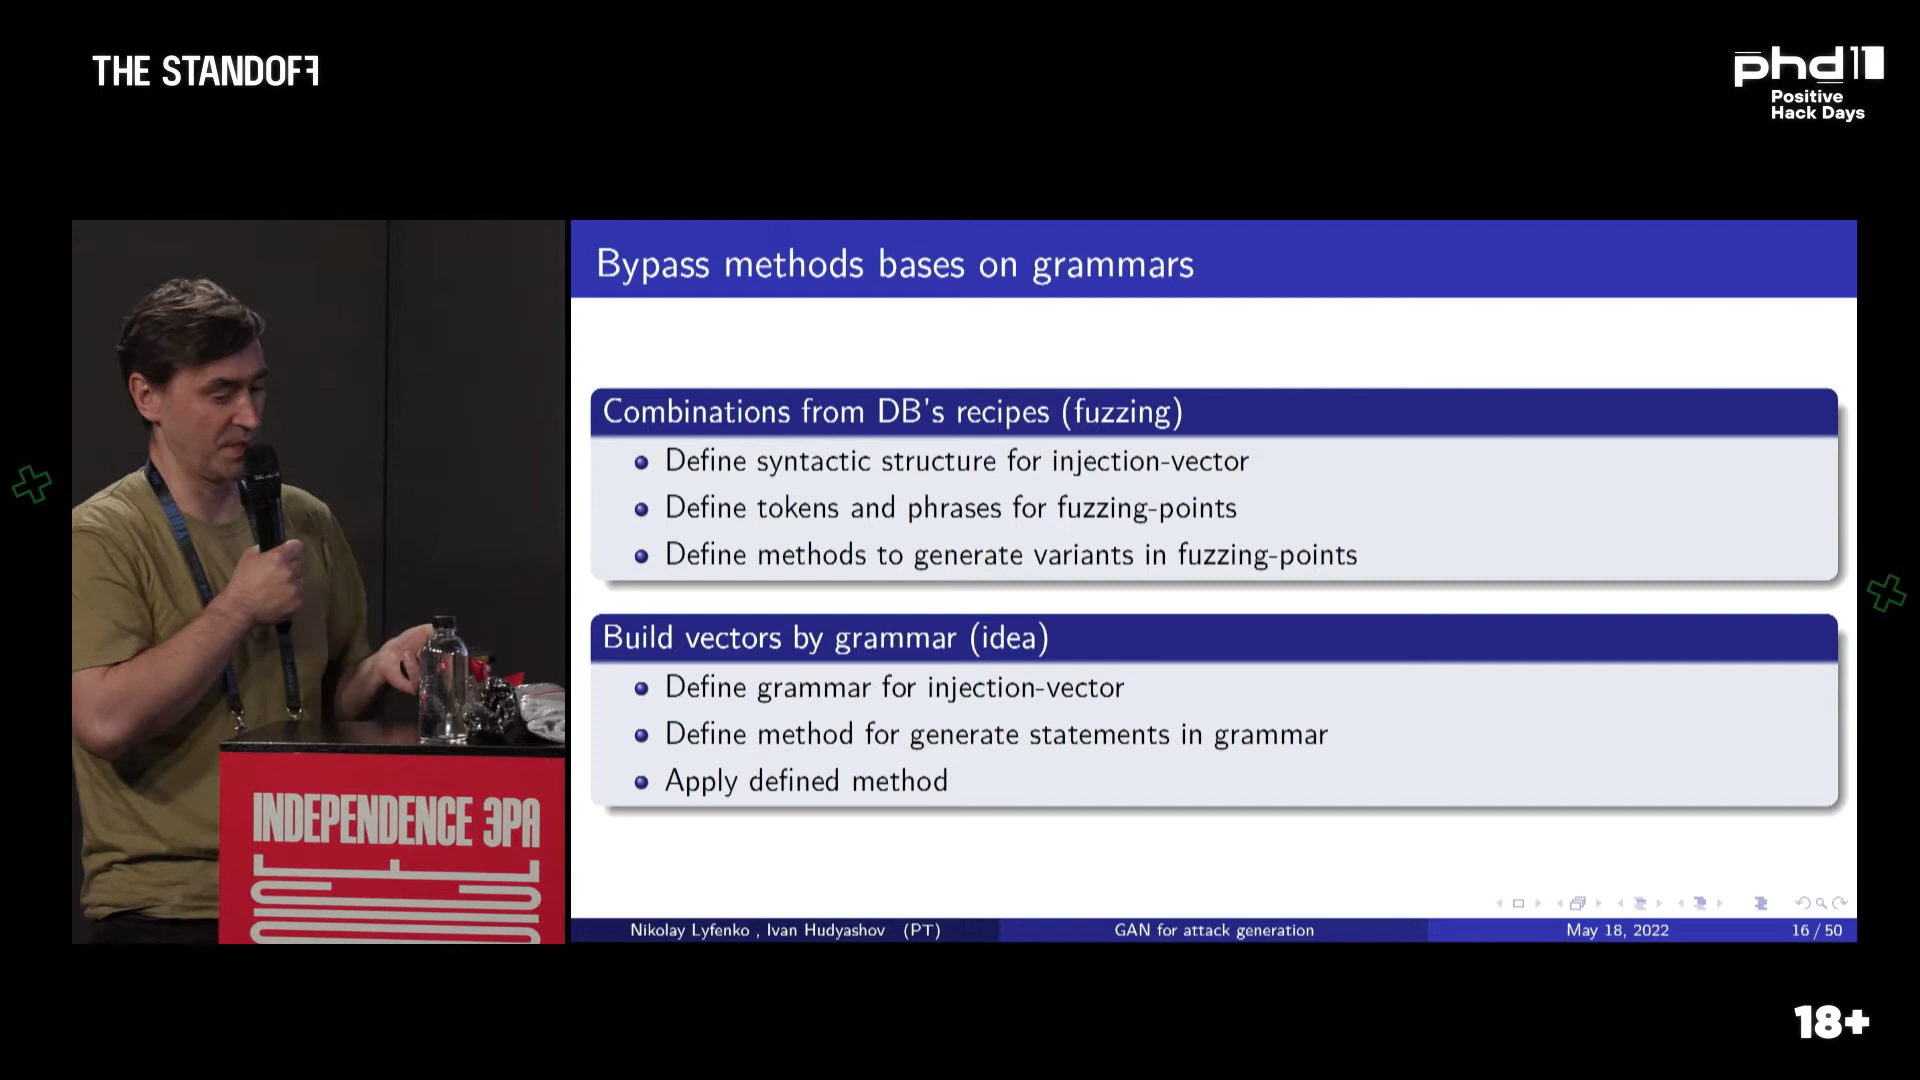 THE STANDOFF
phd11
Positive
Hack Days
Bypass methods bases on grammars
Combinations from DB's recipes (fuzzing)
Define syntactic structure for injection-vector
Define tokens and phrases for fuzzing-points
Define methods to generate variants in fuzzing-points
Build vectors by grammar (idea)
Define grammar for injection-vector
Define method for generate statements in grammar
Apply defined method
Nikolay Lyfenko , Ivan Hudyashov (PT)
GAN for attack generation
May 18, 2022
16 / 50
INDEPENDENCE ЭРА
18+